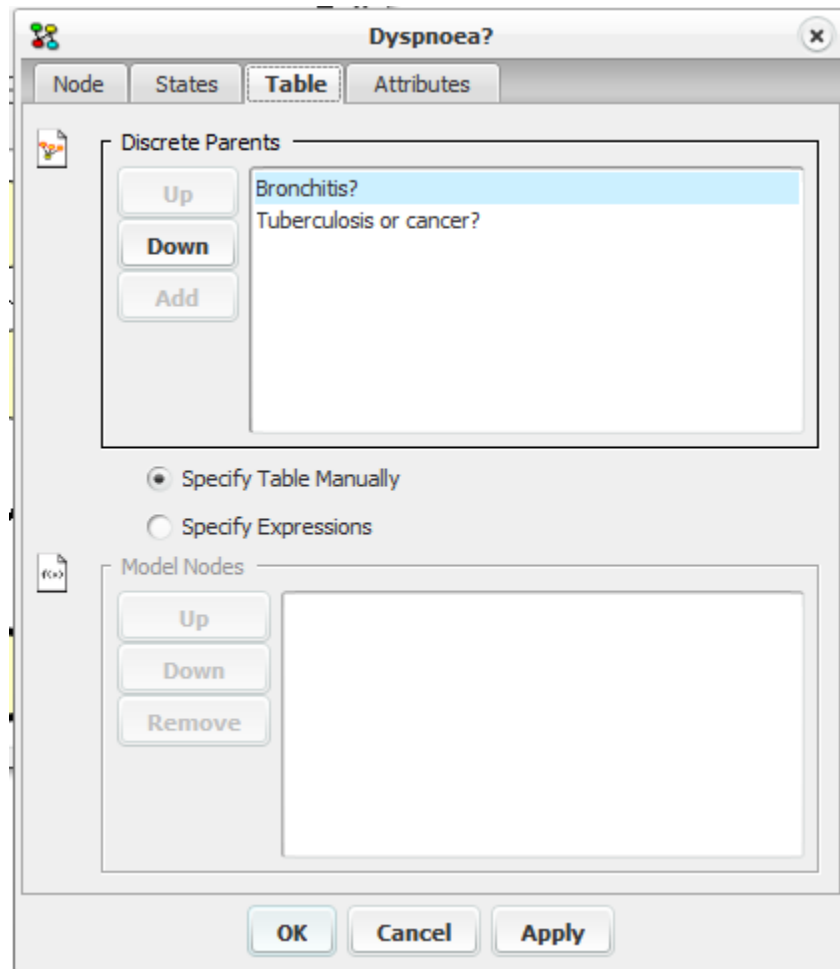 Dyspnoea?
Node States Table Attributes
Discrete Parents
Up
Down
Add
Bronchitis?
Tuberculosis or cancer?
Specify Table Manually
Specify Expressions
f(x)
Model Nodes
Up
Down
Remove
OK Cancel Apply